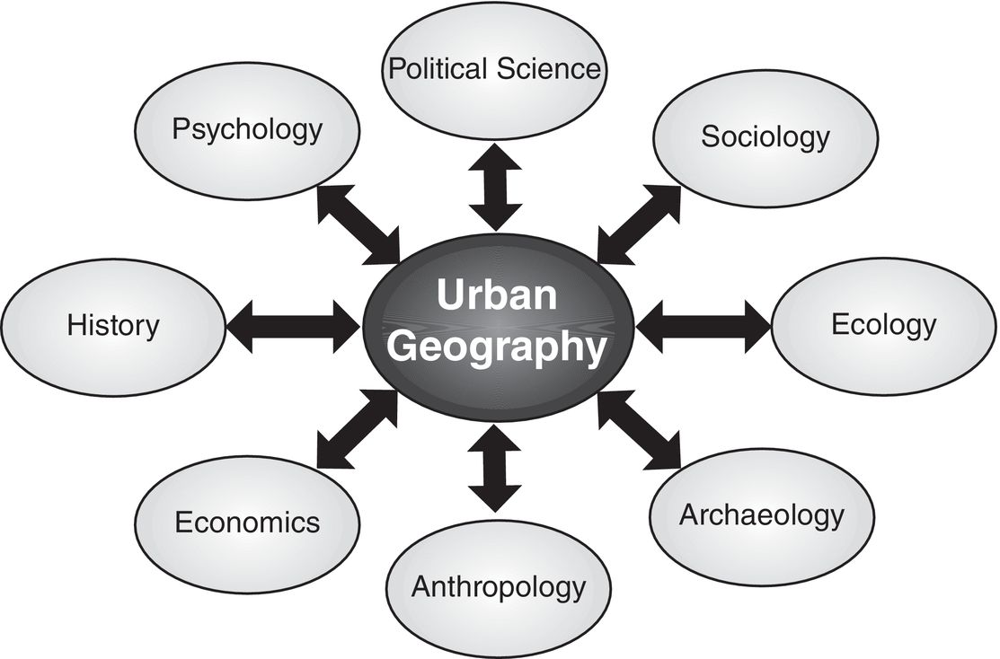 Political Science
Psychology
Sociology
Urban
Geography
History
Ecology
Economics
Archaeology
Anthropology